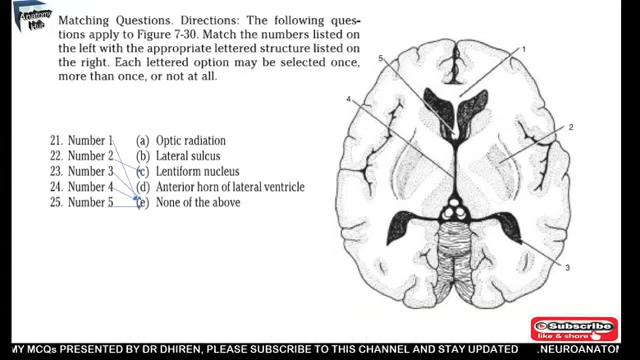 Anatomy
Matching Questions. Directions: The following ques-
tions apply to Figure 7-30. Match the numbers listed on
the left with the appropriate lettered structure listed on
the right. Each lettered option may be selected once,
more than once, or not at all.
21. Number 1 (a) Optic radiation
22. Number 2 (b) Lateral sulcus
23. Number 3 (c) Lentiform nucleus
24. Number 4 (d) Anterior horn of lateral ventricle
25. Number 5 (e) None of the above
1
5
4
2
3
Subscribe
like & share
MY MCQs PRESENTED BY DR DHIREN, PLEASE SUBSCRIBE TO THIS CHANNEL AND STAY UPDATED .NEUROANATO